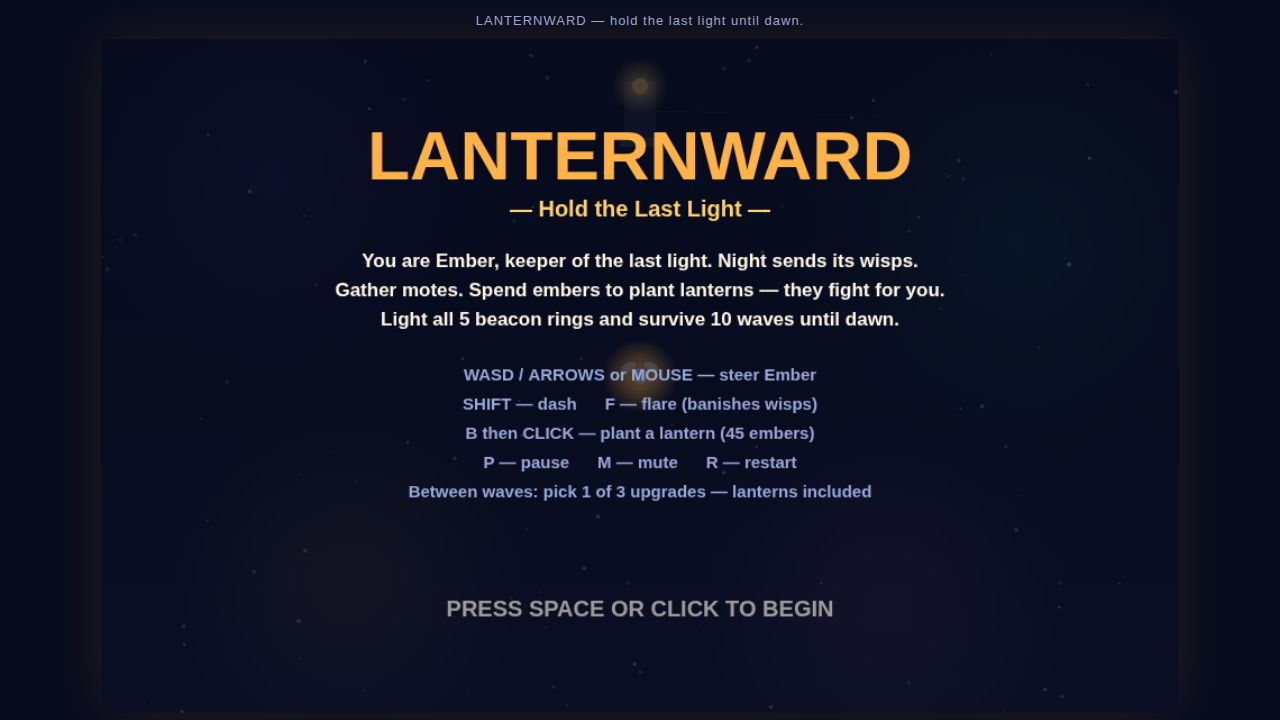 LANTERNWARD — hold the last light until dawn.
LANTERNWARD
— Hold the Last Light —
You are Ember, keeper of the last light. Night sends its wisps.
Gather motes. Spend embers to plant lanterns — they fight for you.
Light all 5 beacon rings and survive 10 waves until dawn.
WASD / ARROWS or MOUSE — steer Ember
SHIFT — dash F — flare (banishes wisps)
B then CLICK — plant a lantern (45 embers)
P — pause M — mute R — restart
Between waves: pick 1 of 3 upgrades — lanterns included
PRESS SPACE OR CLICK TO BEGIN